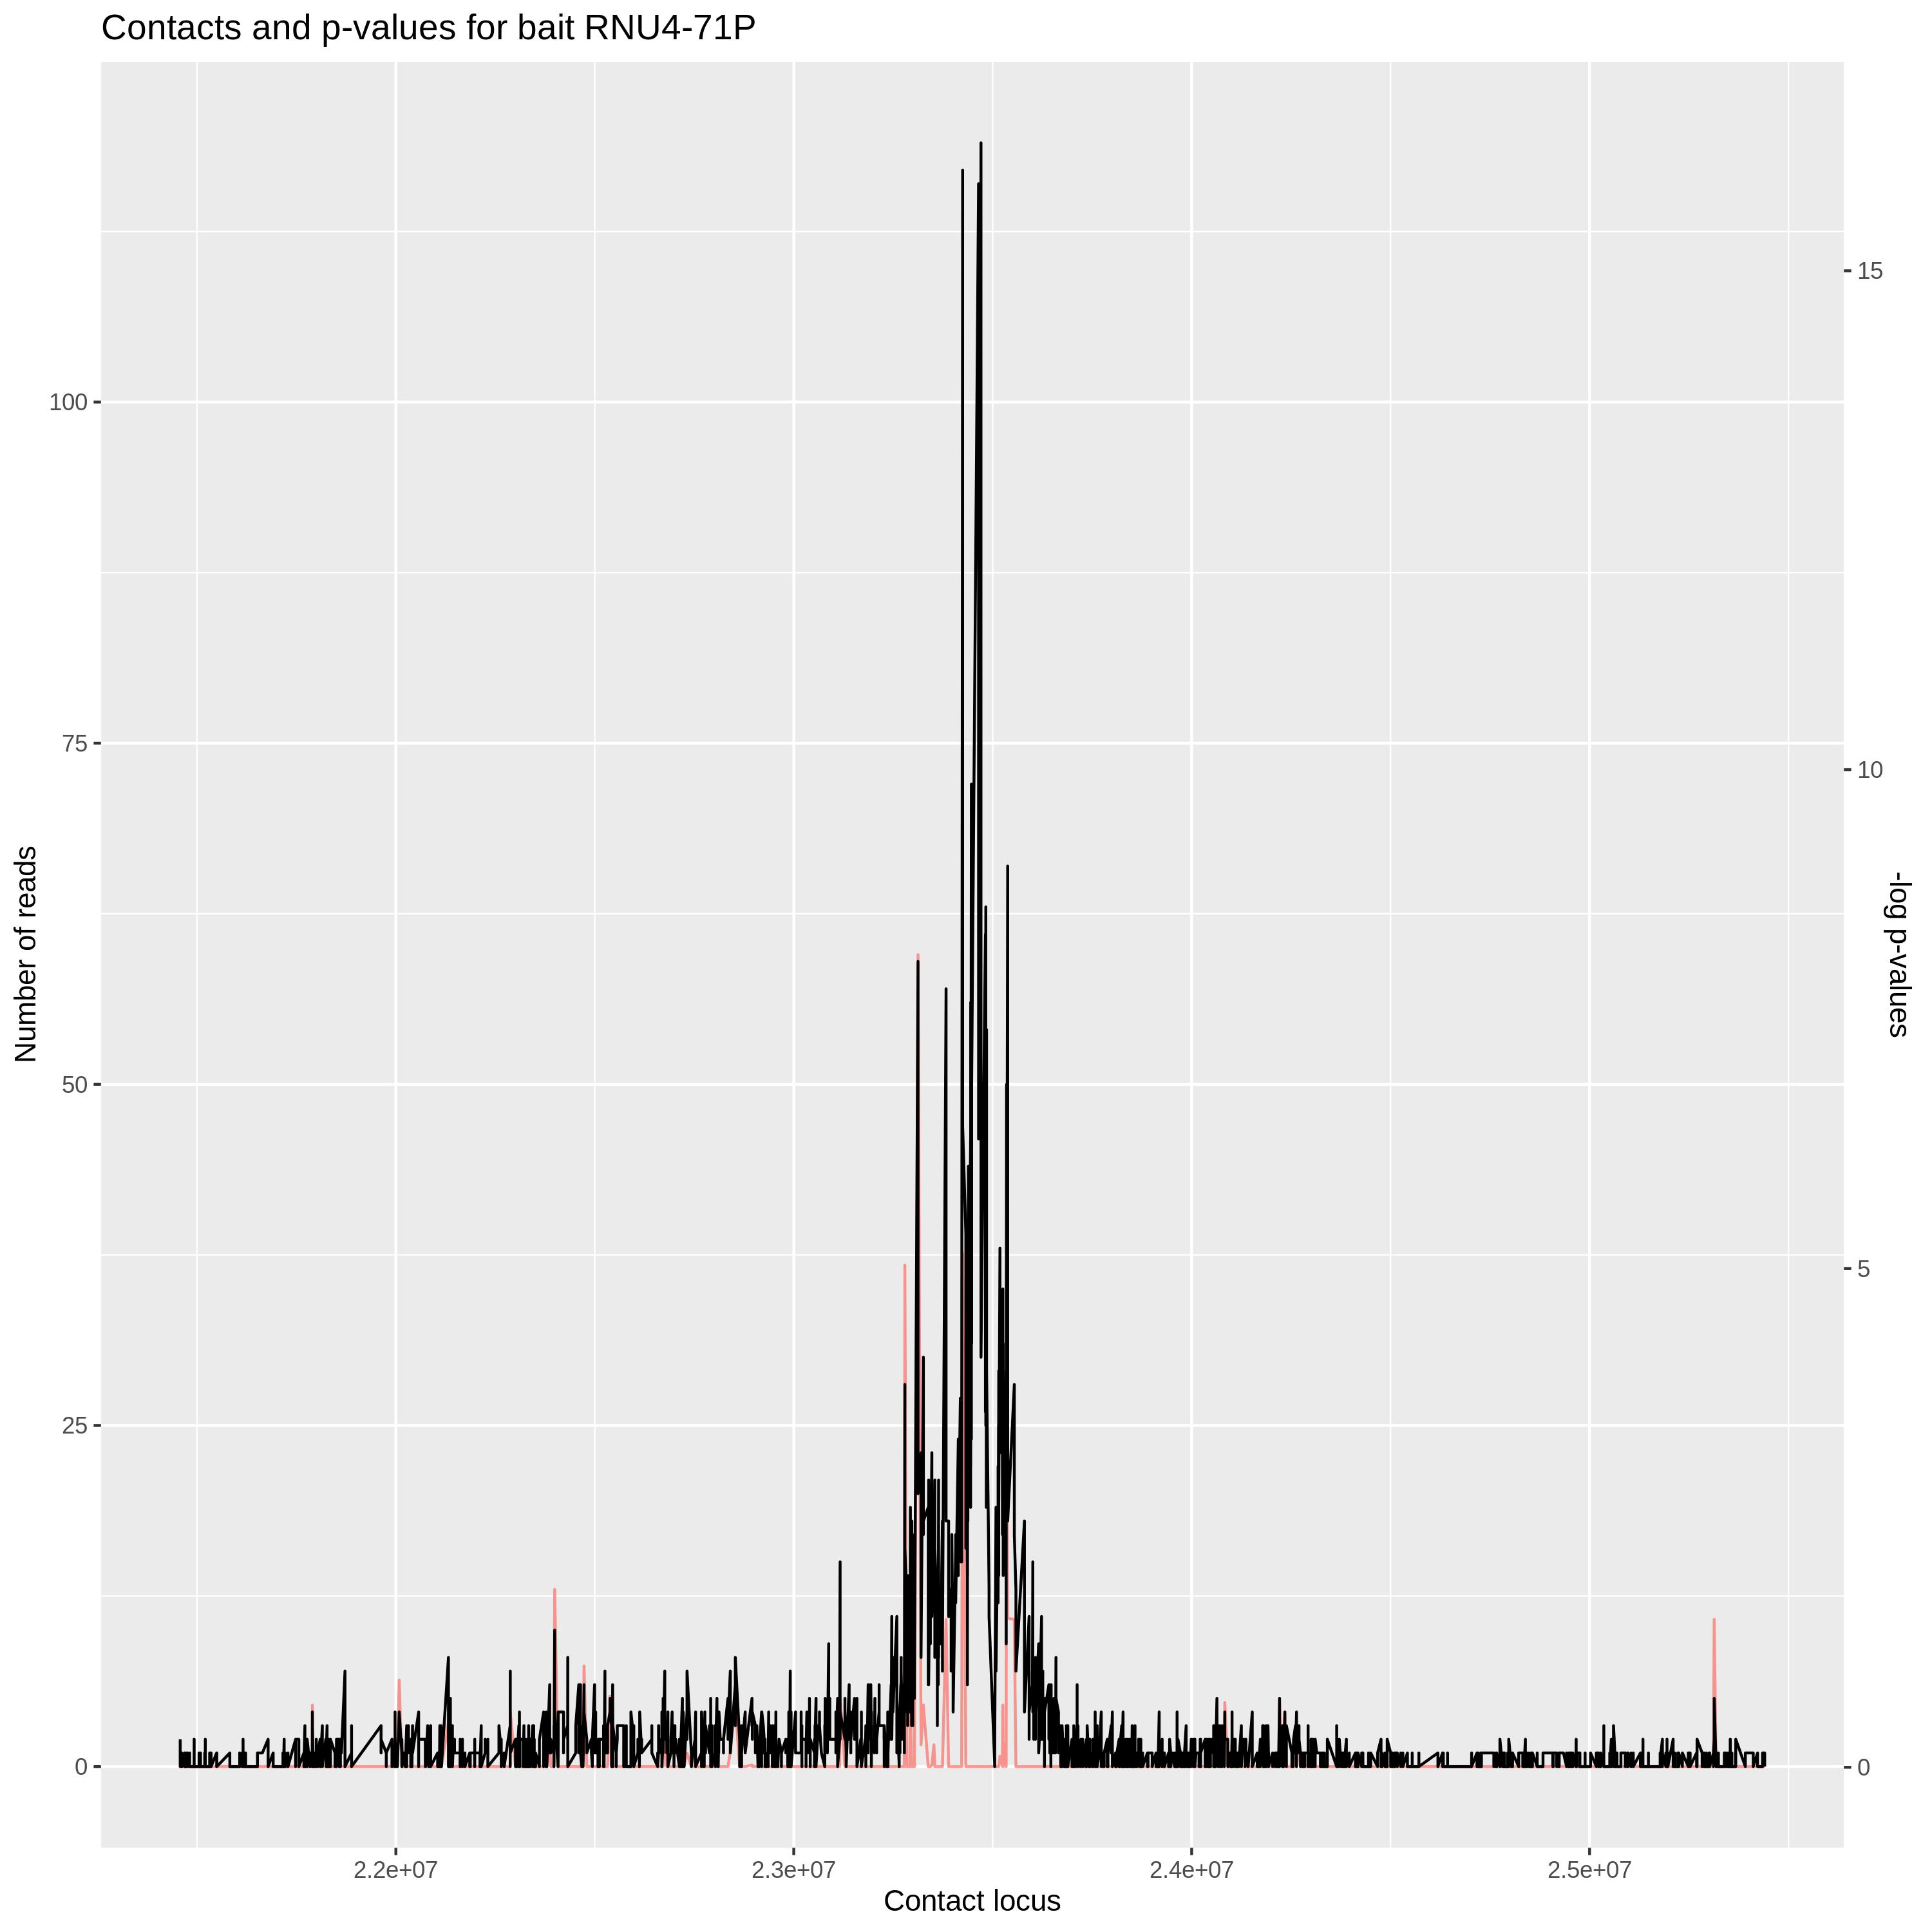 Contacts and p-values for bait RNU4-71P
Number of reads
100
75
50
25
0
15
10
5
0
-log p-values
2.2e+07
2.3e+07
2.4e+07
2.5e+07
Contact locus